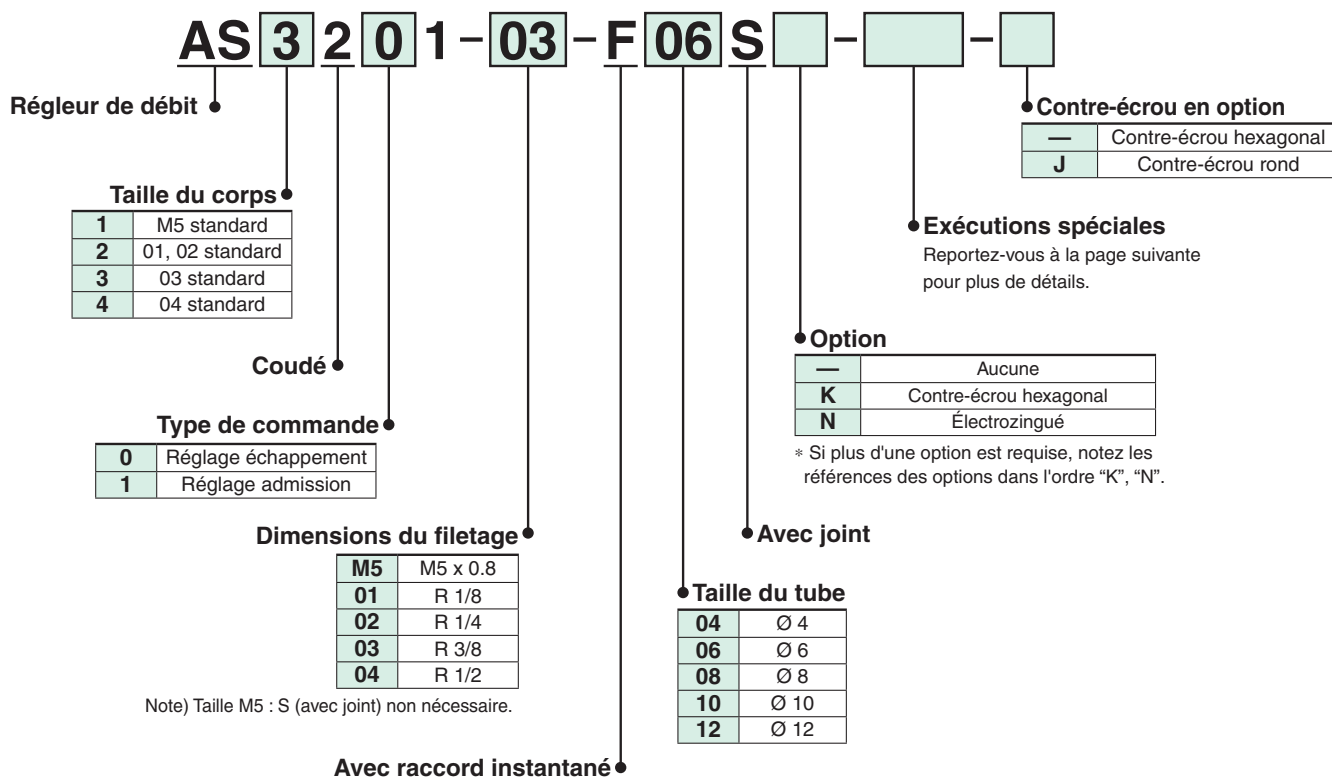 AS 3 2 0 1 - 03 - F 06 S - -
Régleur de débit
Contre-écrou en option
— Contre-écrou hexagonal
J Contre-écrou rond
Taille du corps
1 M5 standard
2 01, 02 standard
3 03 standard
4 04 standard
Exécutions spéciales
Reportez-vous à la page suivante
pour plus de détails.
Option
— Aucune
K Contre-écrou hexagonal
N Électrozingué
* Si plus d'une option est requise, notez les
références des options dans l'ordre “K”, “N”.
Coudé
Type de commande
0 Réglage échappement
1 Réglage admission
Dimensions du filetage
M5 M5 x 0.8
01 R 1/8
02 R 1/4
03 R 3/8
04 R 1/2
Note) Taille M5 : S (avec joint) non nécessaire.
Avec joint
Taille du tube
04 Ø 4
06 Ø 6
08 Ø 8
10 Ø 10
12 Ø 12
Avec raccord instantané